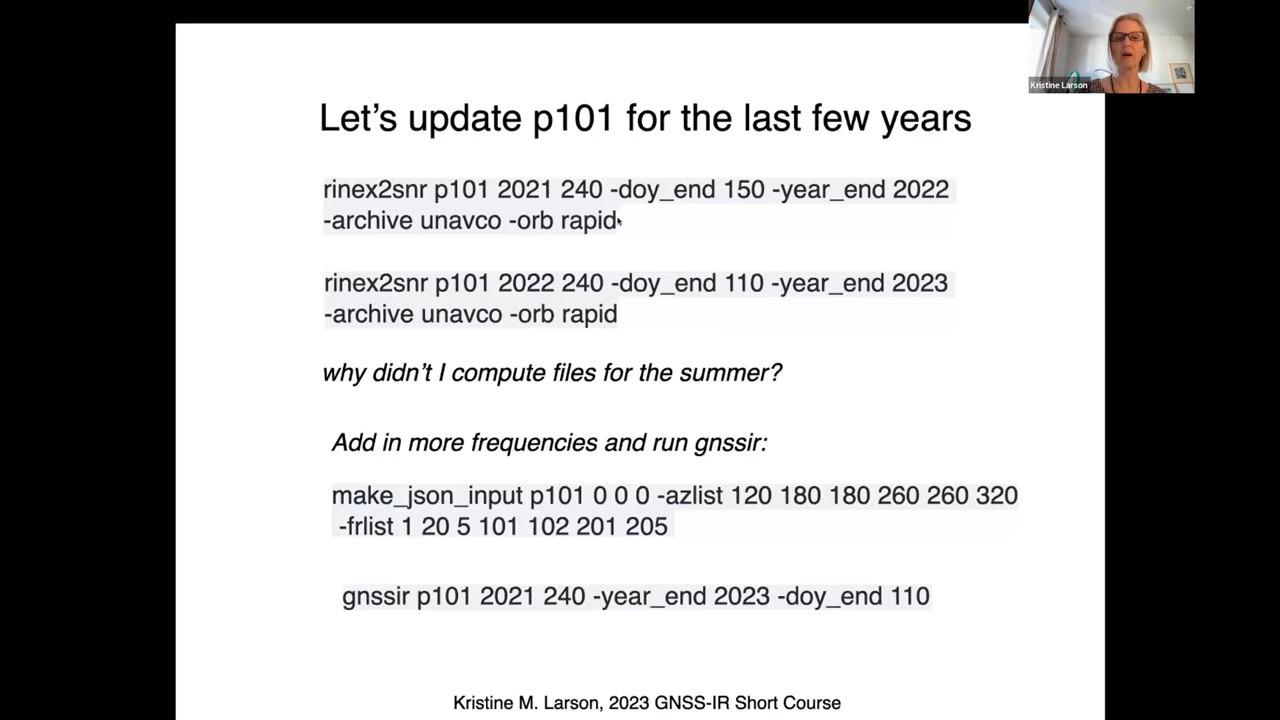 Kristine Larson
Let's update p101 for the last few years
rinex2snr p101 2021 240 -doy_end 150 -year_end 2022
-archive unavco -orb rapid
rinex2snr p101 2022 240 -doy_end 110 -year_end 2023
-archive unavco -orb rapid
why didn't I compute files for the summer?
Add in more frequencies and run gnssir:
make_json_input p101 0 0 0 -azlist 120 180 180 260 260 320
-frlist 1 20 5 101 102 201 205
gnssir p101 2021 240 -year_end 2023 -doy_end 110
Kristine M. Larson, 2023 GNSS-IR Short Course